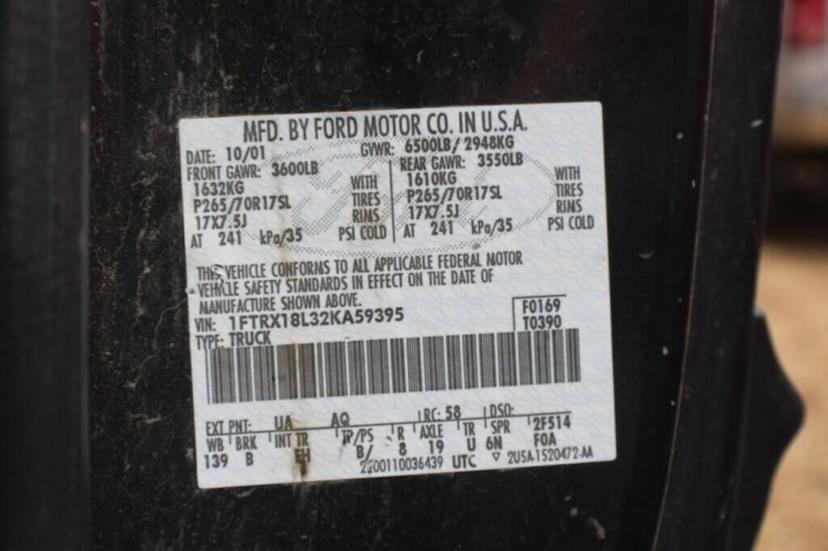 MFD. BY FORD MOTOR CO. IN U.S.A.
DATE: 10/01 GVWR: 6500LB/ 2948KG
FRONT GAWR: 3600LB REAR GAWR: 3550LB
1632KG WITH 1610KG WITH
P265/70R17SL TIRES P265/70R17SL TIRES
17X7.5J RINS 17X7.5J RINS
AT 241 kPa/35 PSI COLD AT 241 kPa/35 PSI COLD
THIS VEHICLE CONFORMS TO ALL APPLICABLE FEDERAL MOTOR
VEHICLE SAFETY STANDARDS IN EFFECT ON THE DATE OF
MANUFACTURE SHOWN ABOVE.
VIN: 1FTRX18L32KA59395 F0169
TYPE: TRUCK T0390
EXT PNT: UA AQ RC: 58 DSO:
WB BRK INT TR TP/PS R AXLE TR SPR 2F514
139 B EH B/ 8 19 U 6N F0A
2200110036439 UTC 2U5A-1520472-AA